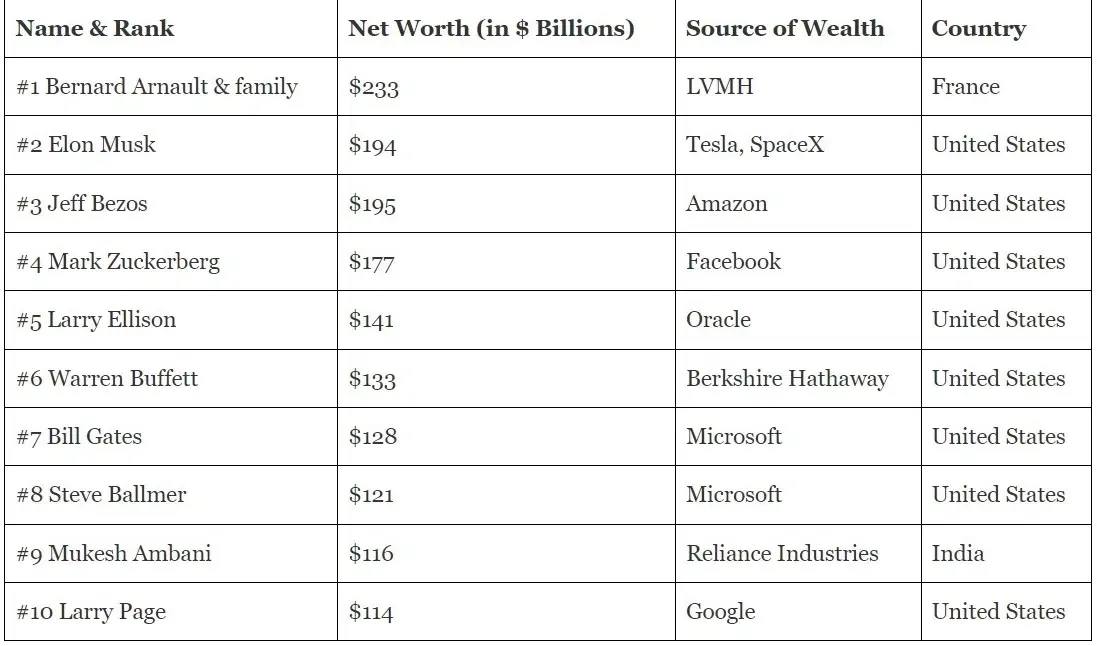 Name & Rank Net Worth (in $ Billions) Source of Wealth Country
#1 Bernard Arnault & family $233 LVMH France
#2 Elon Musk $194 Tesla, SpaceX United States
#3 Jeff Bezos $195 Amazon United States
#4 Mark Zuckerberg $177 Facebook United States
#5 Larry Ellison $141 Oracle United States
#6 Warren Buffett $133 Berkshire Hathaway United States
#7 Bill Gates $128 Microsoft United States
#8 Steve Ballmer $121 Microsoft United States
#9 Mukesh Ambani $116 Reliance Industries India
#10 Larry Page $114 Google United States